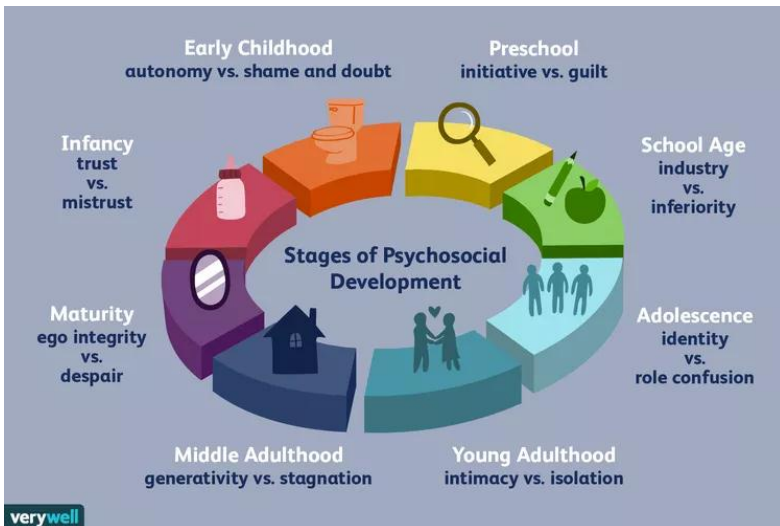 Early Childhood
autonomy vs. shame and doubt
Preschool
initiative vs. guilt
Infancy
trust
vs.
mistrust
School Age
industry
vs.
inferiority
Stages of Psychosocial
Development
Maturity
ego integrity
vs.
despair
Adolescence
identity
vs.
role confusion
Middle Adulthood
generativity vs. stagnation
Young Adulthood
intimacy vs. isolation
verywell